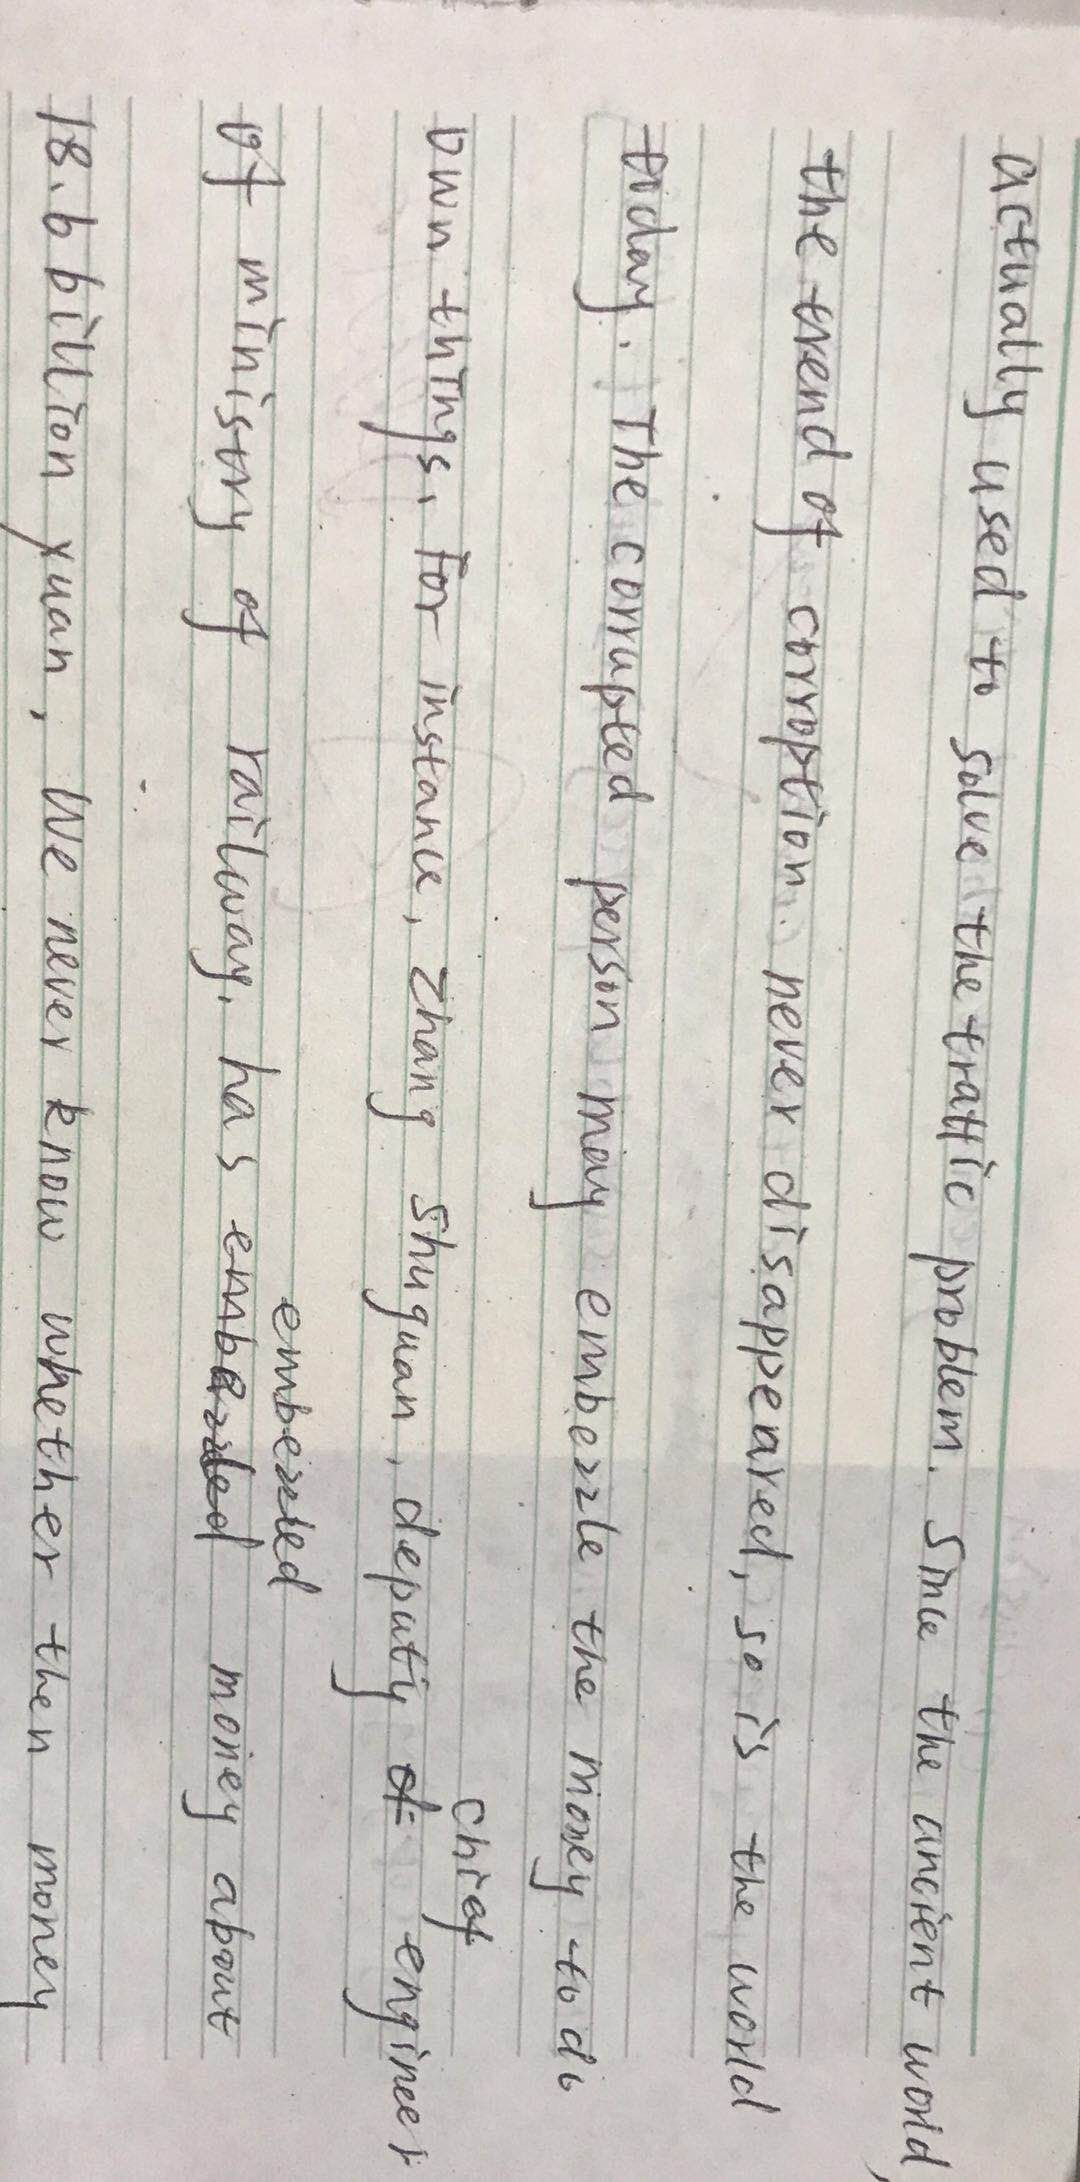 actually used to solve the traffic problem. Since the ancient world,
the trend of corroption never disappeared, so is the world
today. The corrupted person may embezzle the money to do
own things. For instance, Zhang Shuguan, deputy of chief engineer
of ministry of railway, has embezzled embezzled money about
18.6 billion yuan, We never know whether then money